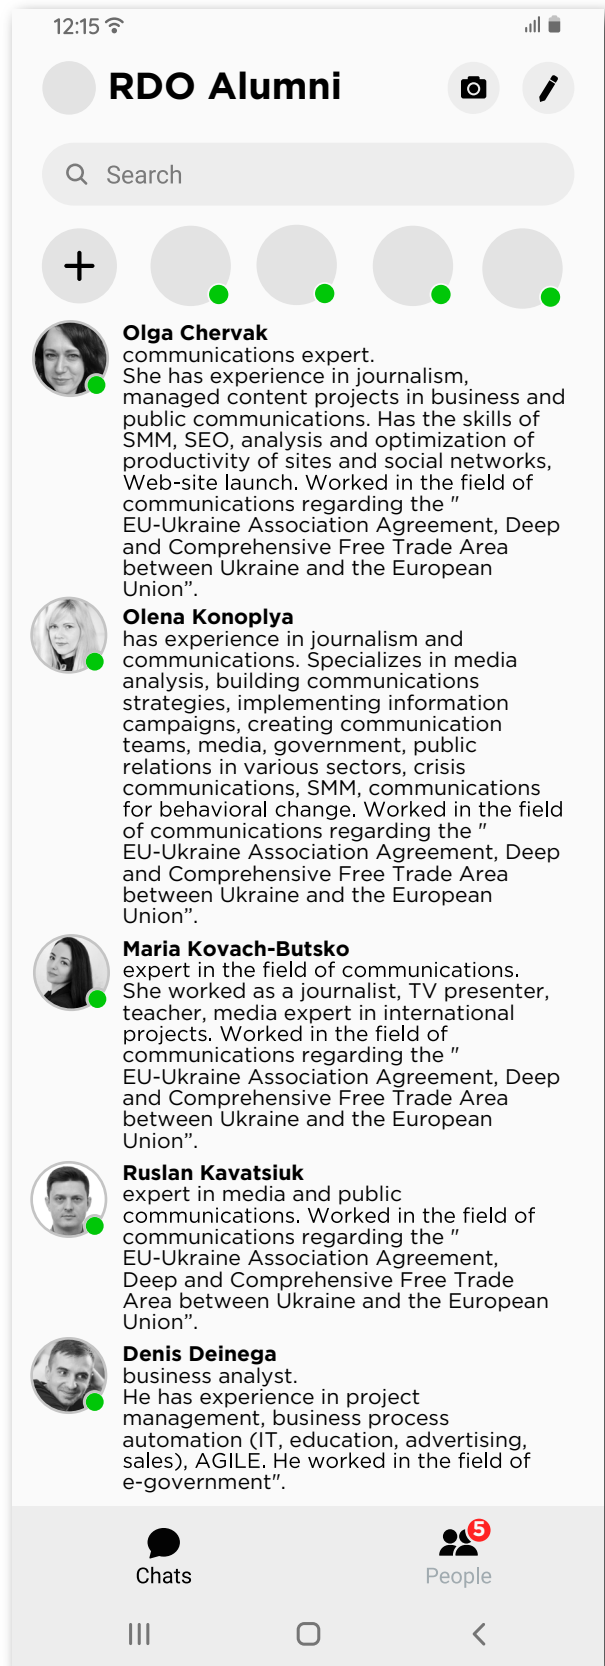 12:15
RDO Alumni
Search
Olga Chervak
communications expert.
She has experience in journalism,
managed content projects in business and
public communications. Has the skills of
SMM, SEO, analysis and optimization of
productivity of sites and social networks,
Web-site launch. Worked in the field of
communications regarding the "
EU-Ukraine Association Agreement, Deep
and Comprehensive Free Trade Area
between Ukraine and the European
Union”.
Olena Konoplya
has experience in journalism and
communications. Specializes in media
analysis, building communications
strategies, implementing information
campaigns, creating communication
teams, media, government, public
relations in various sectors, crisis
communications, SMM, communications
for behavioral change. Worked in the field
of communications regarding the "
EU-Ukraine Association Agreement, Deep
and Comprehensive Free Trade Area
between Ukraine and the European
Union”.
Maria Kovach-Butsko
expert in the field of communications.
She worked as a journalist, TV presenter,
teacher, media expert in international
projects. Worked in the field of
communications regarding the "
EU-Ukraine Association Agreement, Deep
and Comprehensive Free Trade Area
between Ukraine and the European
Union”.
Ruslan Kavatsiuk
expert in media and public
communications. Worked in the field of
communications regarding the "
EU-Ukraine Association Agreement,
Deep and Comprehensive Free Trade
Area between Ukraine and the European
Union”.
Denis Deinega
business analyst.
He has experience in project
management, business process
automation (IT, education, advertising,
sales), AGILE. He worked in the field of
e-government".
5
Chats
People